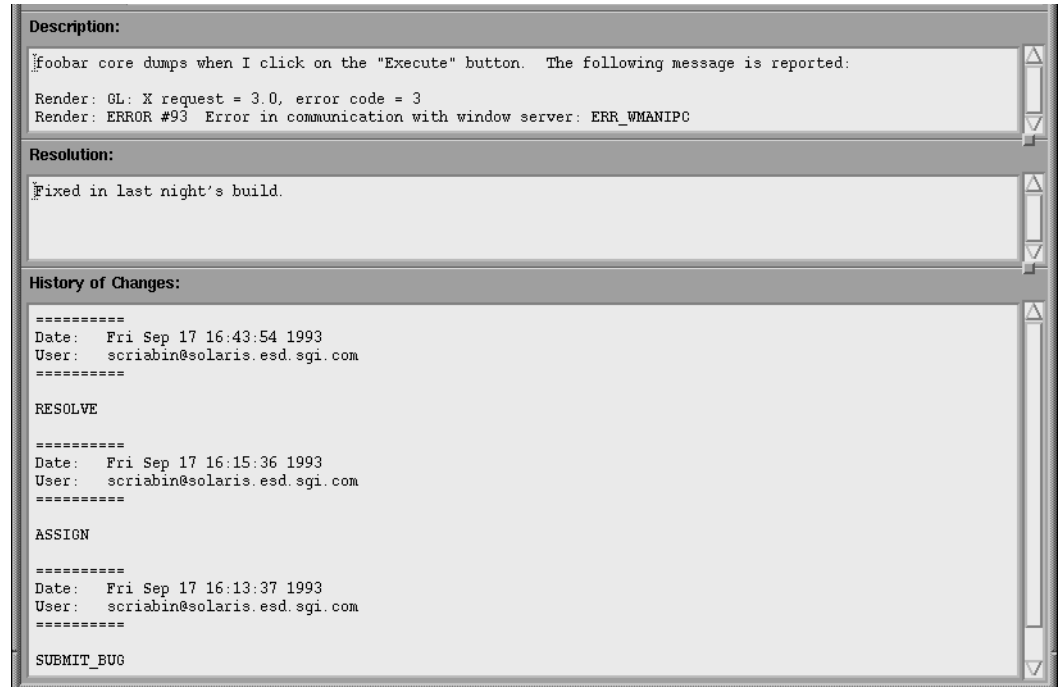 Description:
foobar core dumps when I click on the "Execute" button.  The following message is reported:
Render: GL: X request = 3.0, error code = 3
Render: ERROR #93  Error in communication with window server: ERR_WMANIPC
Resolution:
Fixed in last night's build.
History of Changes:
==========
Date:   Fri Sep 17 16:43:54 1993
User:   scriabin@solaris.esd.sgi.com
==========
RESOLVE
==========
Date:   Fri Sep 17 16:15:36 1993
User:   scriabin@solaris.esd.sgi.com
==========
ASSIGN
==========
Date:   Fri Sep 17 16:13:37 1993
User:   scriabin@solaris.esd.sgi.com
==========
SUBMIT_BUG